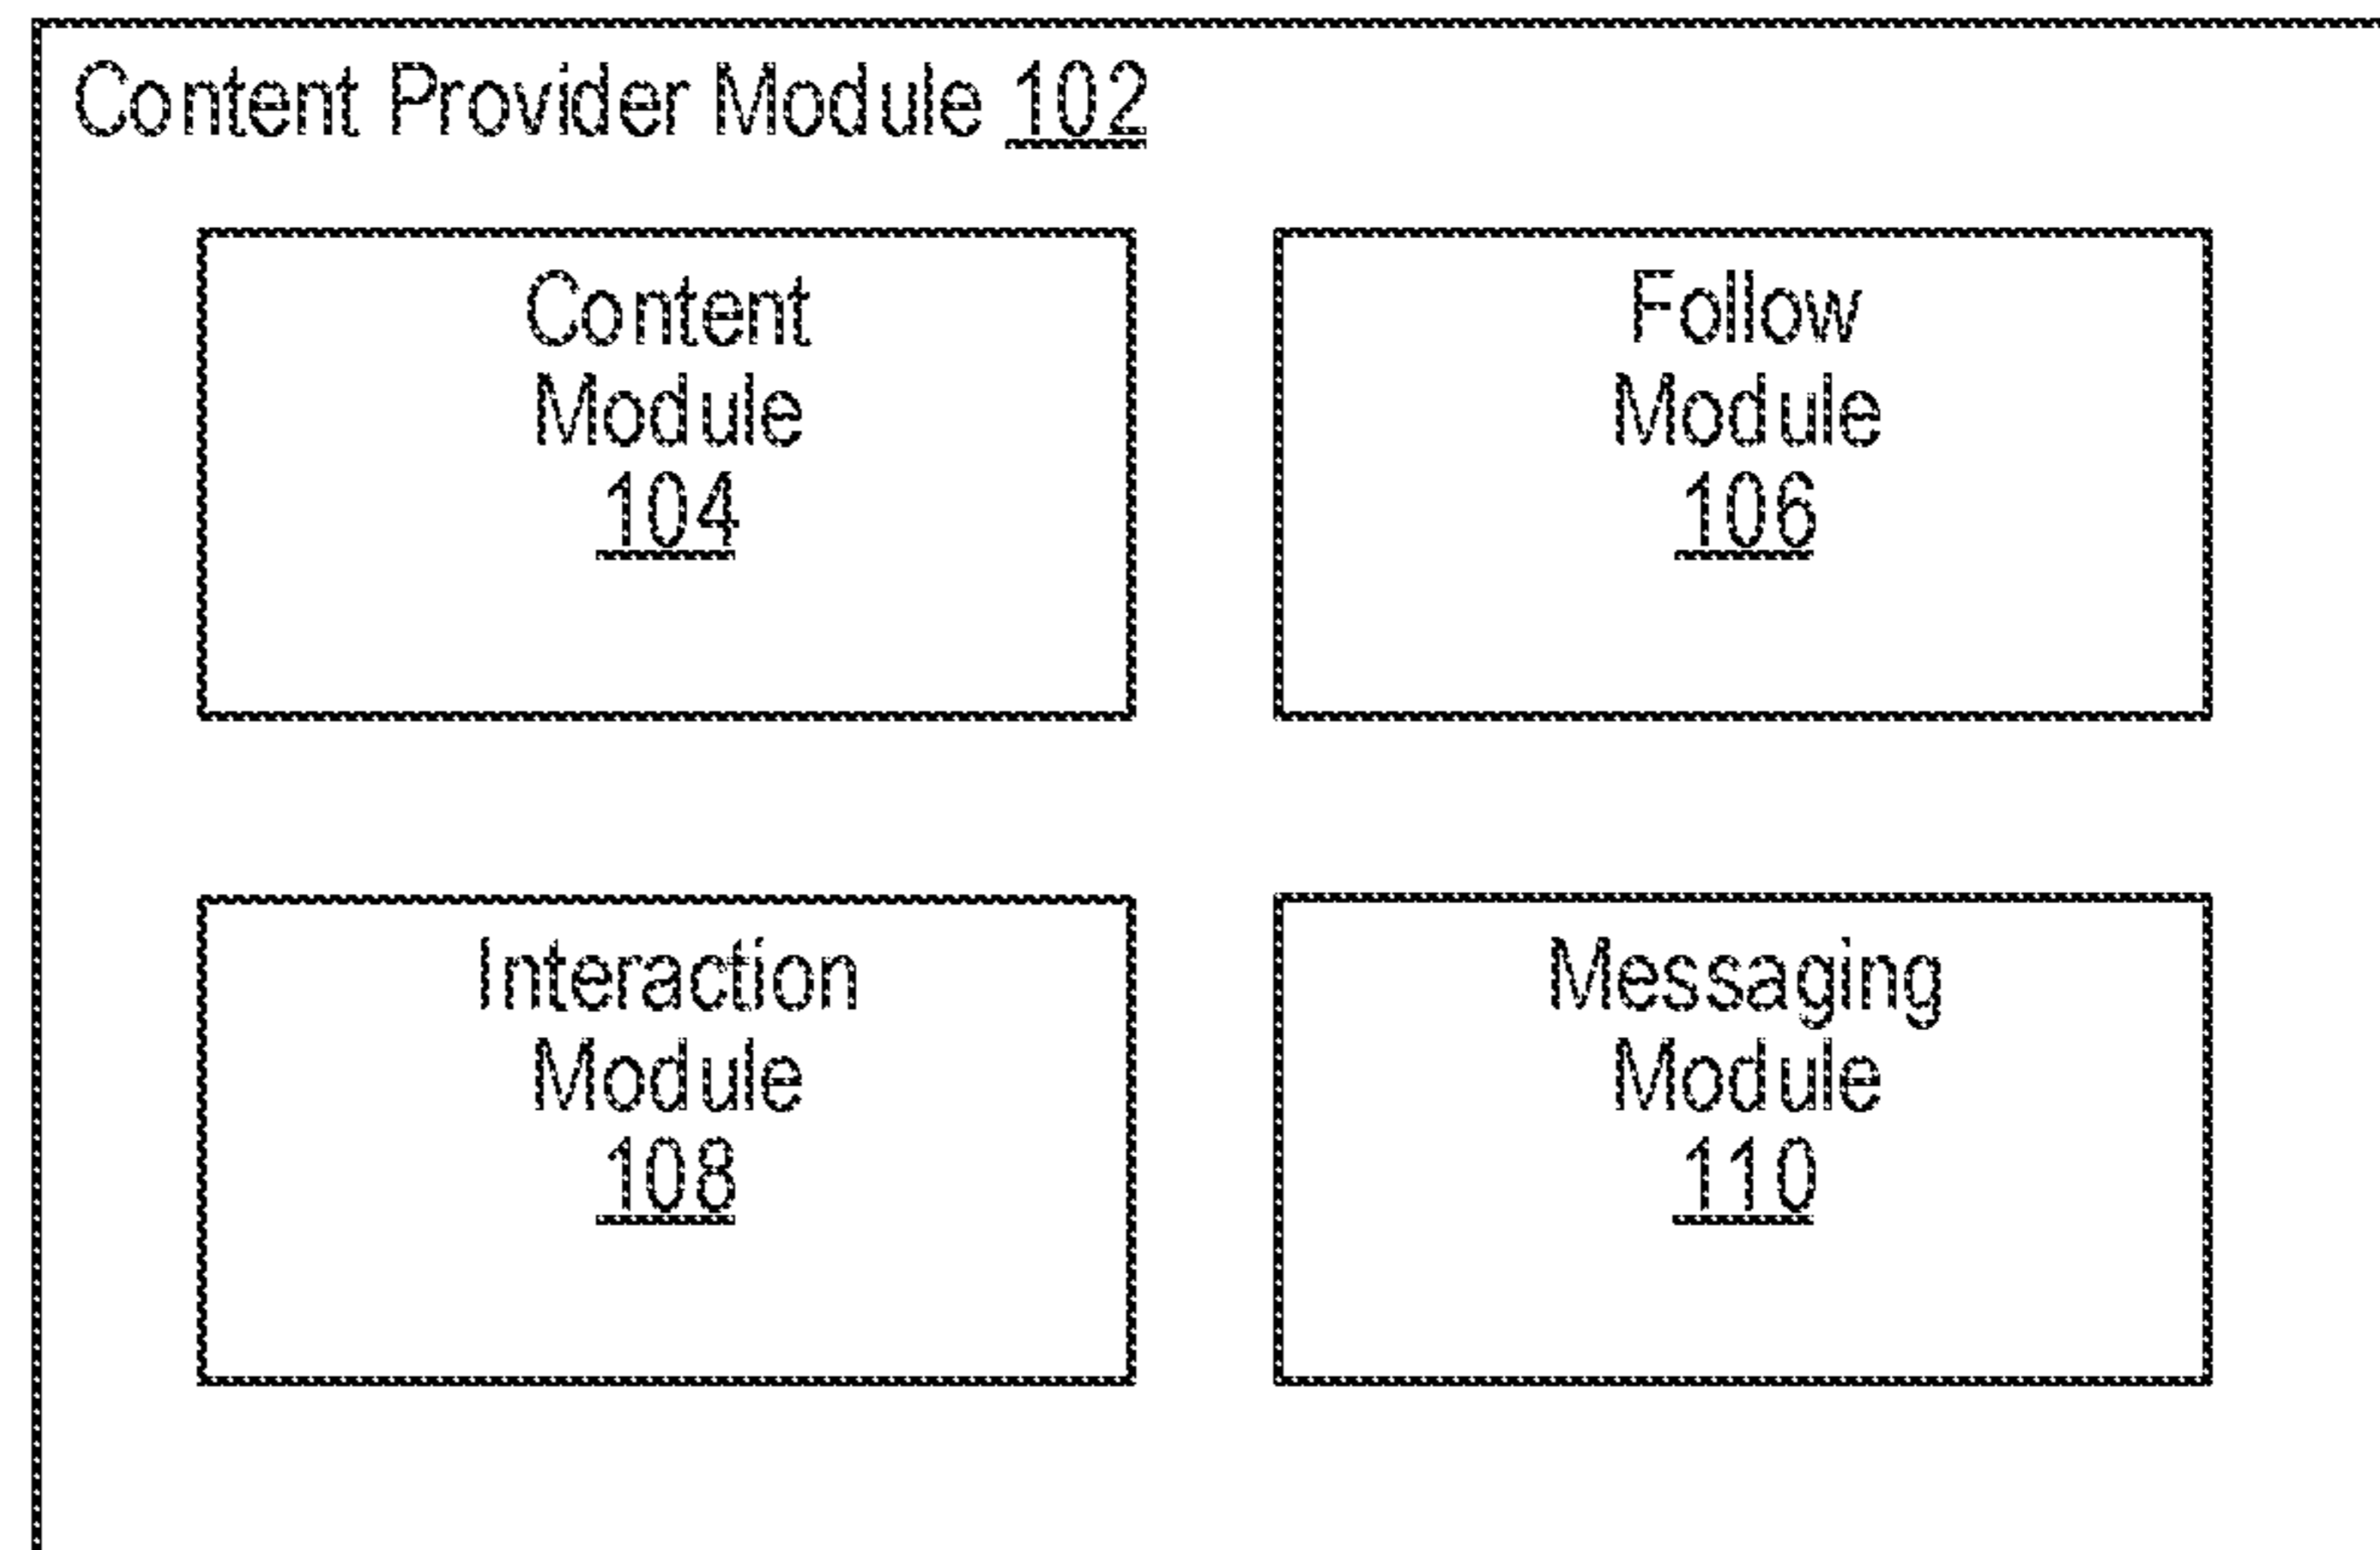 Content Provider Module 102
Content
Module
104
Follow
Module
106
Interaction
Module
108
Messaging
Module
110